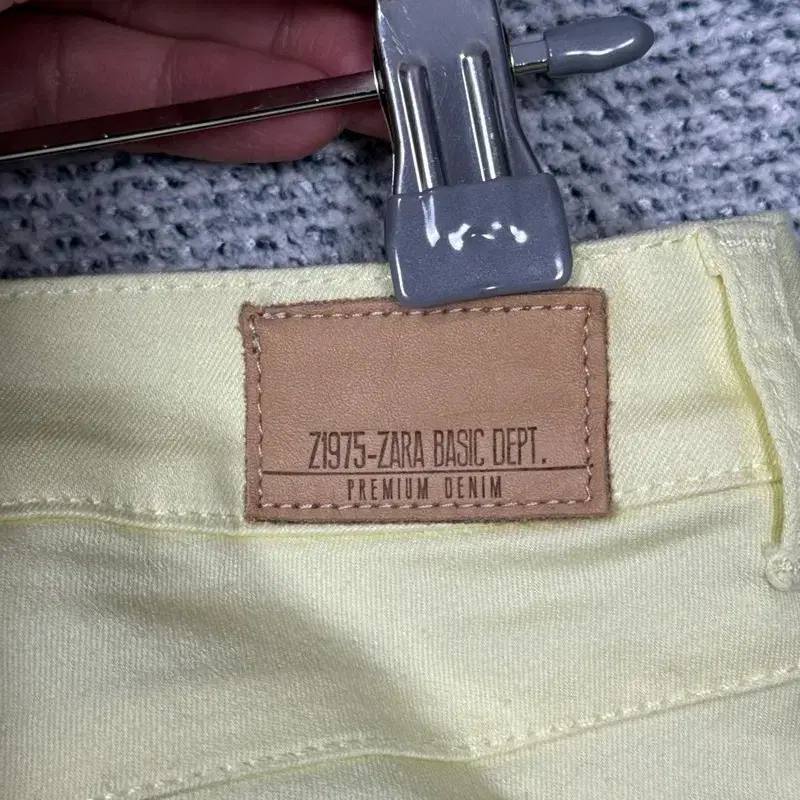 Z1975-ZARA BASIC DEPT.
PREMIUM DENIM